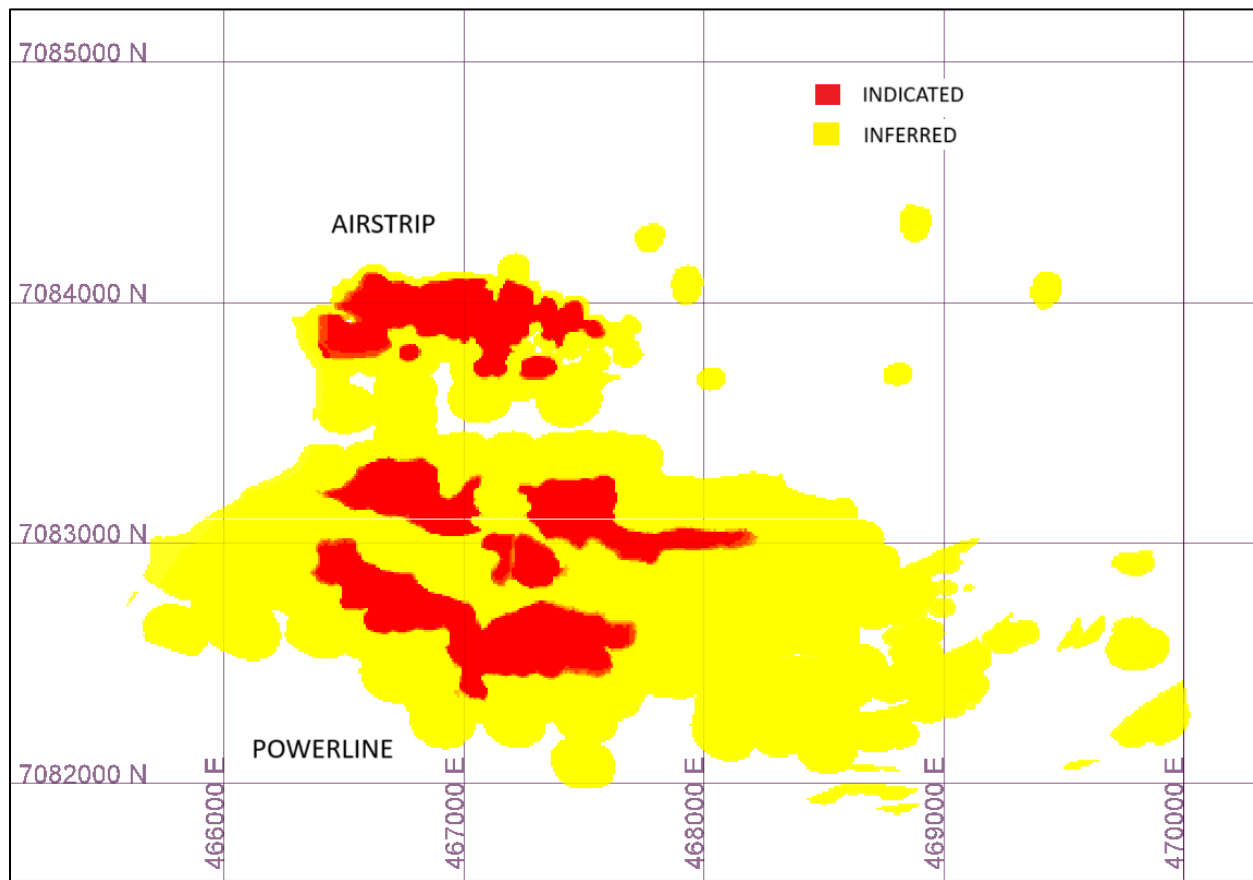 7085000 N
INDICATED
INFERRED
AIRSTRIP
7084000 N
7083000 N
POWERLINE
7082000 N
466000 E
467000 E
468000 E
469000 E
470000 E